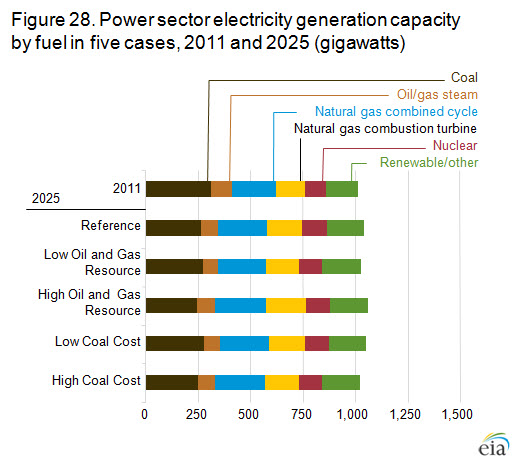 Figure 28. Power sector electricity generation capacity
by fuel in five cases, 2011 and 2025 (gigawatts)
Coal
Oil/gas steam
Natural gas combined cycle
Natural gas combustion turbine
Nuclear
Renewable/other
2011
2025
Reference
Low Oil and Gas
Resource
High Oil and Gas
Resource
Low Coal Cost
High Coal Cost
0 250 500 750 1,000 1,250 1,500
eia